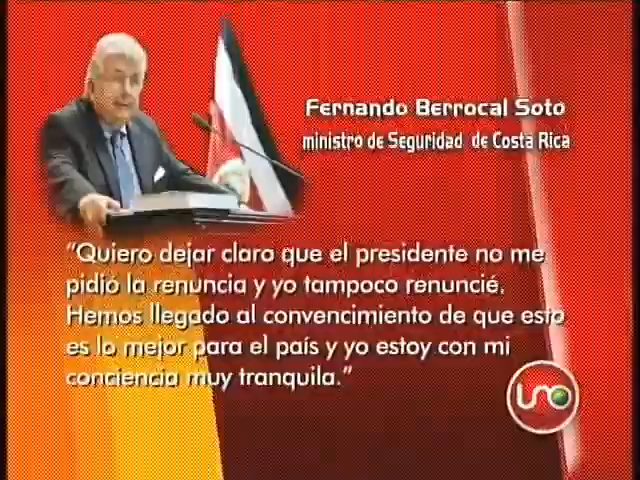 Fernando Berrocal Soto
ministro de Seguridad de Costa Rica
"Quiero dejar claro que el presidente no me
pidió la renuncia y yo tampoco renuncié.
Hemos llegado al convencimiento de que esto
es lo mejor para el país y yo estoy con mi
conciencia muy tranquila."
uno